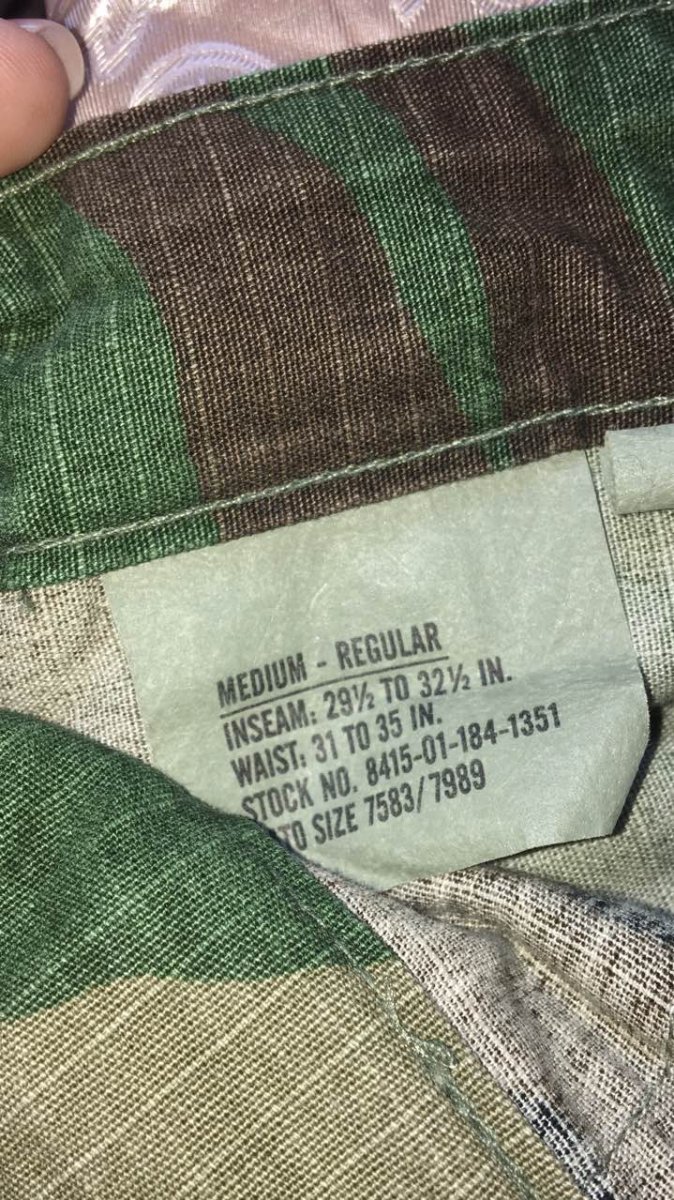 MEDIUM - REGULAR
INSEAM: 29½ TO 32½ IN.
WAIST: 31 TO 35 IN.
STOCK NO. 8415-01-184-1351
TO SIZE 7583/7989